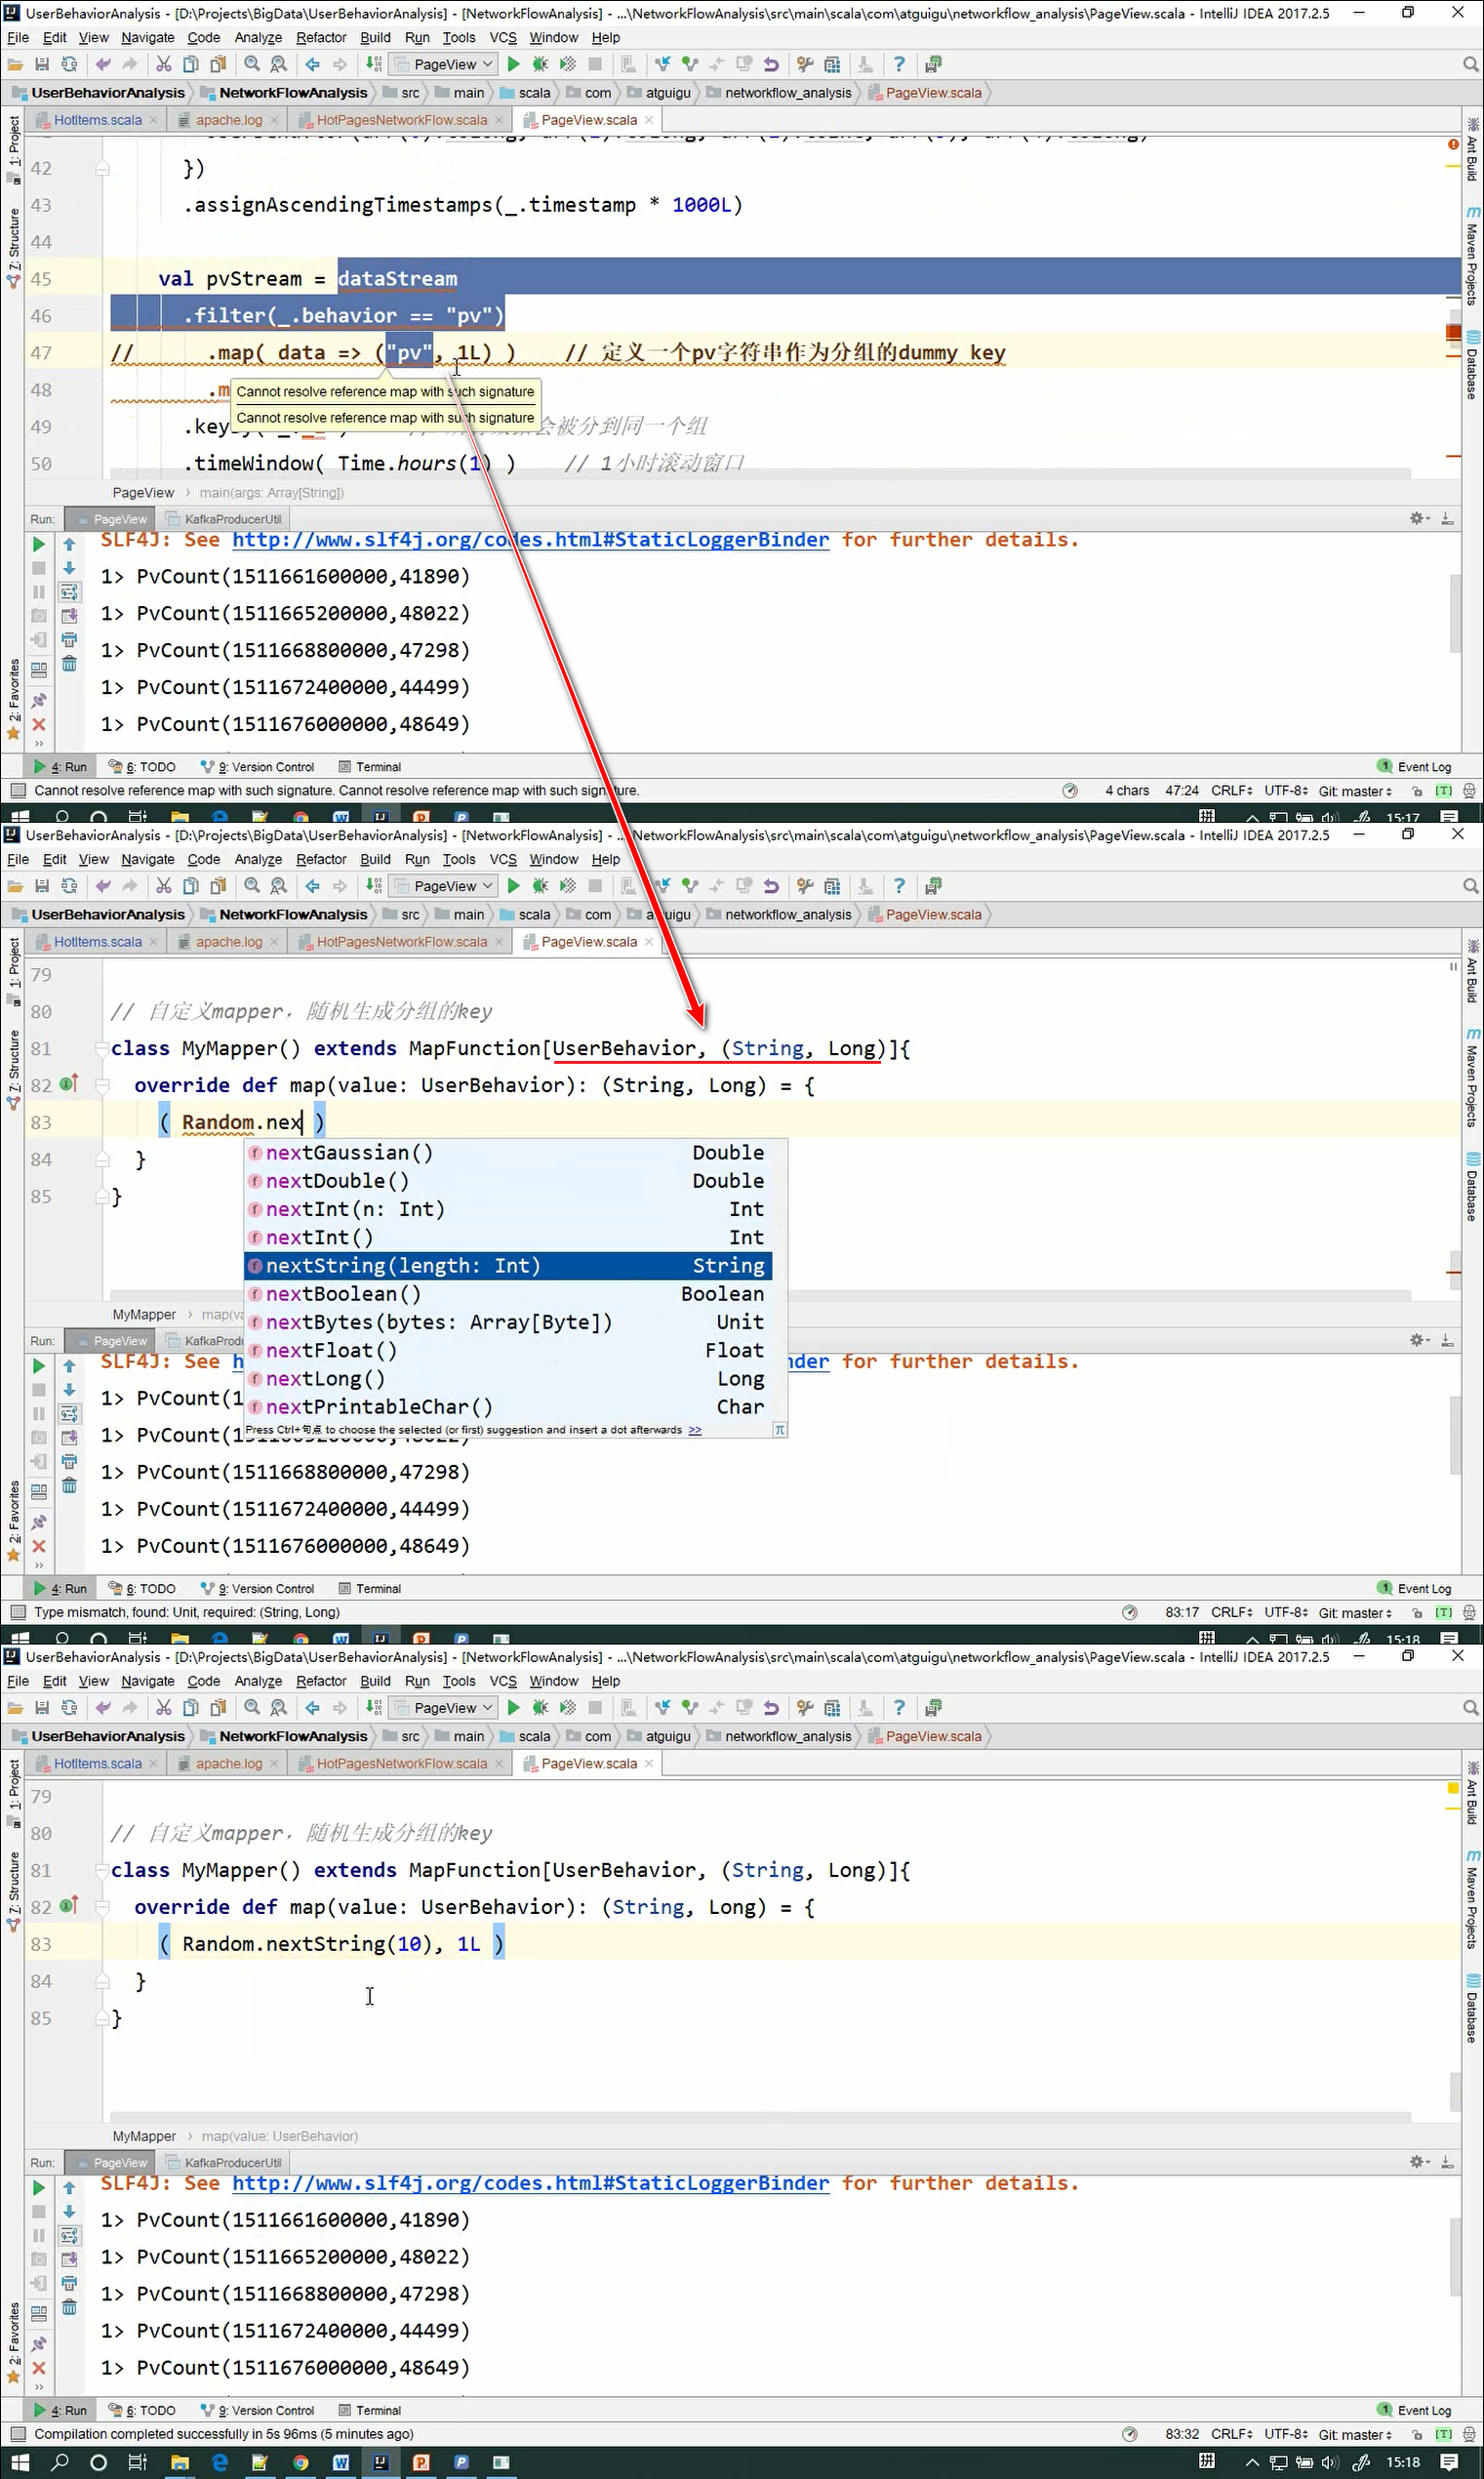 UserBehaviorAnalysis - [D:\Projects\BigData\UserBehaviorAnalysis] - [NetworkFlowAnalysis] - ...\NetworkFlowAnalysis\src\main\scala\com\atguigu\networkflow_analysis\PageView.scala - IntelliJ IDEA 2017.2.5
File Edit View Navigate Code Analyze Refactor Build Run Tools VCS Window Help
PageView
UserBehaviorAnalysis NetworkFlowAnalysis src main scala com atguigu networkflow_analysis PageView.scala
HotItems.scala apache.log HotPagesNetworkFlow.scala PageView.scala
1: Project
7: Structure
2: Favorites
Ant Build
Maven Projects
Database
42 })
43 .assignAscendingTimestamps(_.timestamp * 1000L)
44
45 val pvStream = dataStream
46 .filter(_.behavior == "pv")
47 // .map( data => ("pv", 1L) ) // 定义一个pv字符串作为分组的dummy key
48 .m
Cannot resolve reference map with such signature
Cannot resolve reference map with such signature
49 会被分到同一个组
50 .timeWindow( Time.hours(1) ) // 1小时滚动窗口
PageView › main(args: Array[String])
Run: PageView KafkaProducerUtil
SLF4J: See http://www.slf4j.org/codes.html#StaticLoggerBinder for further details.
1> PvCount(1511661600000,41890)
1> PvCount(1511665200000,48022)
1> PvCount(1511668800000,47298)
1> PvCount(1511672400000,44499)
1> PvCount(1511676000000,48649)
4: Run 6: TODO 9: Version Control Terminal 1 Event Log
Cannot resolve reference map with such signature. Cannot resolve reference map with such signature. 4 chars 47:24 CRLF UTF-8 Git: master [T]
15:17
UserBehaviorAnalysis - [D:\Projects\BigData\UserBehaviorAnalysis] - [NetworkFlowAnalysis] - ...\NetworkFlowAnalysis\src\main\scala\com\atguigu\networkflow_analysis\PageView.scala - IntelliJ IDEA 2017.2.5
File Edit View Navigate Code Analyze Refactor Build Run Tools VCS Window Help
PageView
UserBehaviorAnalysis NetworkFlowAnalysis src main scala com atguigu networkflow_analysis PageView.scala
HotItems.scala apache.log HotPagesNetworkFlow.scala PageView.scala
1: Project
7: Structure
2: Favorites
Ant Build
Maven Projects
Database
79
80 // 自定义mapper，随机生成分组的key
81 class MyMapper() extends MapFunction[UserBehavior, (String, Long)]{
82 override def map(value: UserBehavior): (String, Long) = {
83 ( Random.nex )
84 }
85 }
nextGaussian() Double
nextDouble() Double
nextInt(n: Int) Int
nextInt() Int
nextString(length: Int) String
nextBoolean() Boolean
nextBytes(bytes: Array[Byte]) Unit
nextFloat() Float
nextLong() Long
nextPrintableChar() Char
Press Ctrl+句点 to choose the selected (or first) suggestion and insert a dot afterwards >>
MyMapper › map(va
Run: PageView KafkaProdu
SLF4J: See h nder for further details.
1> PvCount(1
1> PvCount(
1> PvCount(1511668800000,47298)
1> PvCount(1511672400000,44499)
1> PvCount(1511676000000,48649)
4: Run 6: TODO 9: Version Control Terminal 1 Event Log
Type mismatch, found: Unit, required: (String, Long) 83:17 CRLF UTF-8 Git: master [T]
15:18
UserBehaviorAnalysis - [D:\Projects\BigData\UserBehaviorAnalysis] - [NetworkFlowAnalysis] - ...\NetworkFlowAnalysis\src\main\scala\com\atguigu\networkflow_analysis\PageView.scala - IntelliJ IDEA 2017.2.5
File Edit View Navigate Code Analyze Refactor Build Run Tools VCS Window Help
PageView
UserBehaviorAnalysis NetworkFlowAnalysis src main scala com atguigu networkflow_analysis PageView.scala
HotItems.scala apache.log HotPagesNetworkFlow.scala PageView.scala
1: Project
7: Structure
2: Favorites
Ant Build
Maven Projects
Database
79
80 // 自定义mapper，随机生成分组的key
81 class MyMapper() extends MapFunction[UserBehavior, (String, Long)]{
82 override def map(value: UserBehavior): (String, Long) = {
83 ( Random.nextString(10), 1L )
84 }
85 }
MyMapper › map(value: UserBehavior)
Run: PageView KafkaProducerUtil
SLF4J: See http://www.slf4j.org/codes.html#StaticLoggerBinder for further details.
1> PvCount(1511661600000,41890)
1> PvCount(1511665200000,48022)
1> PvCount(1511668800000,47298)
1> PvCount(1511672400000,44499)
1> PvCount(1511676000000,48649)
4: Run 6: TODO 9: Version Control Terminal 1 Event Log
Compilation completed successfully in 5s 96ms (5 minutes ago) 83:32 CRLF UTF-8 Git: master [T]
15:18